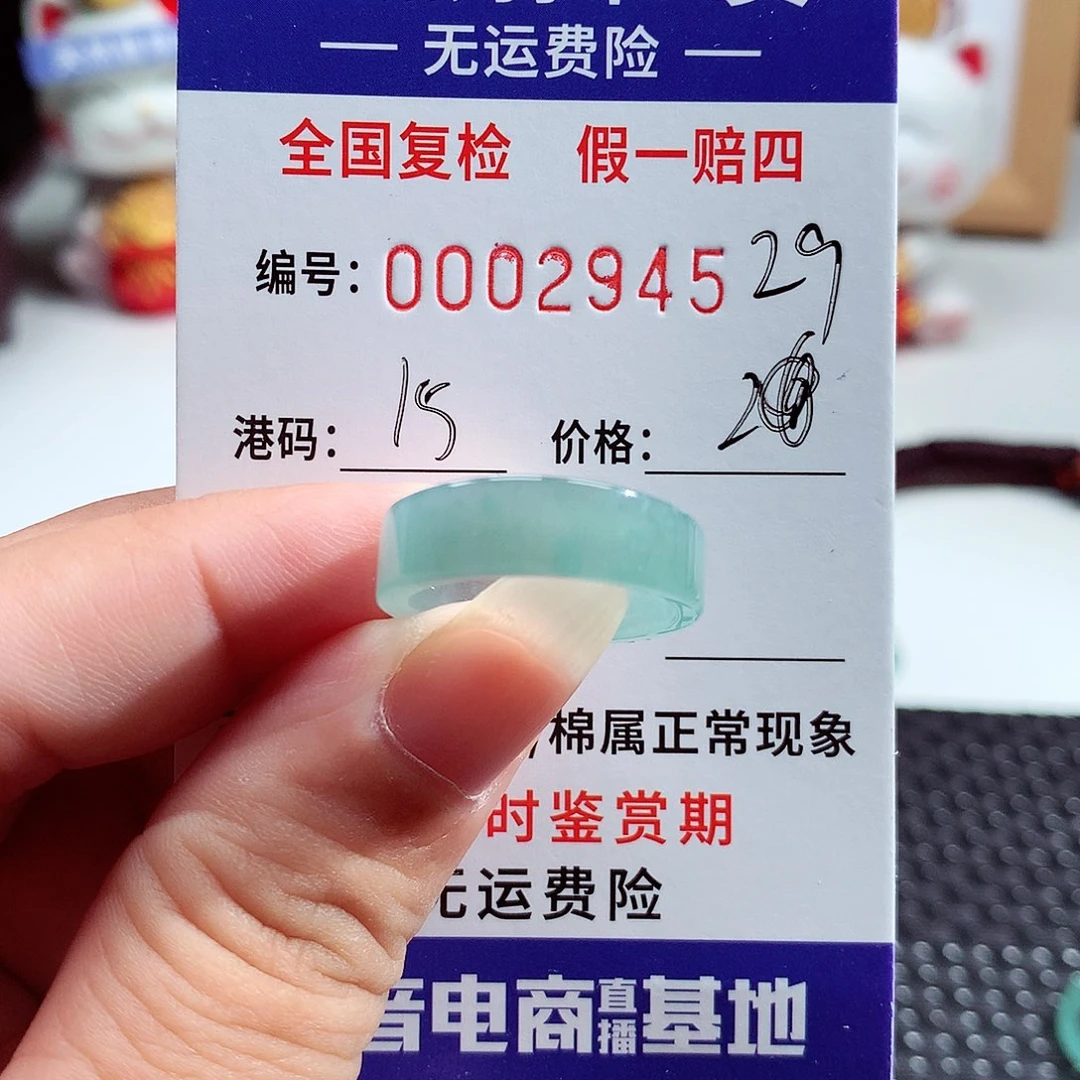 无运费险
全国复检 假一赔四
编号：0002945 29
港码：15 价格：
棉属正常现象
时鉴赏期
无运费险
音电商直播基地